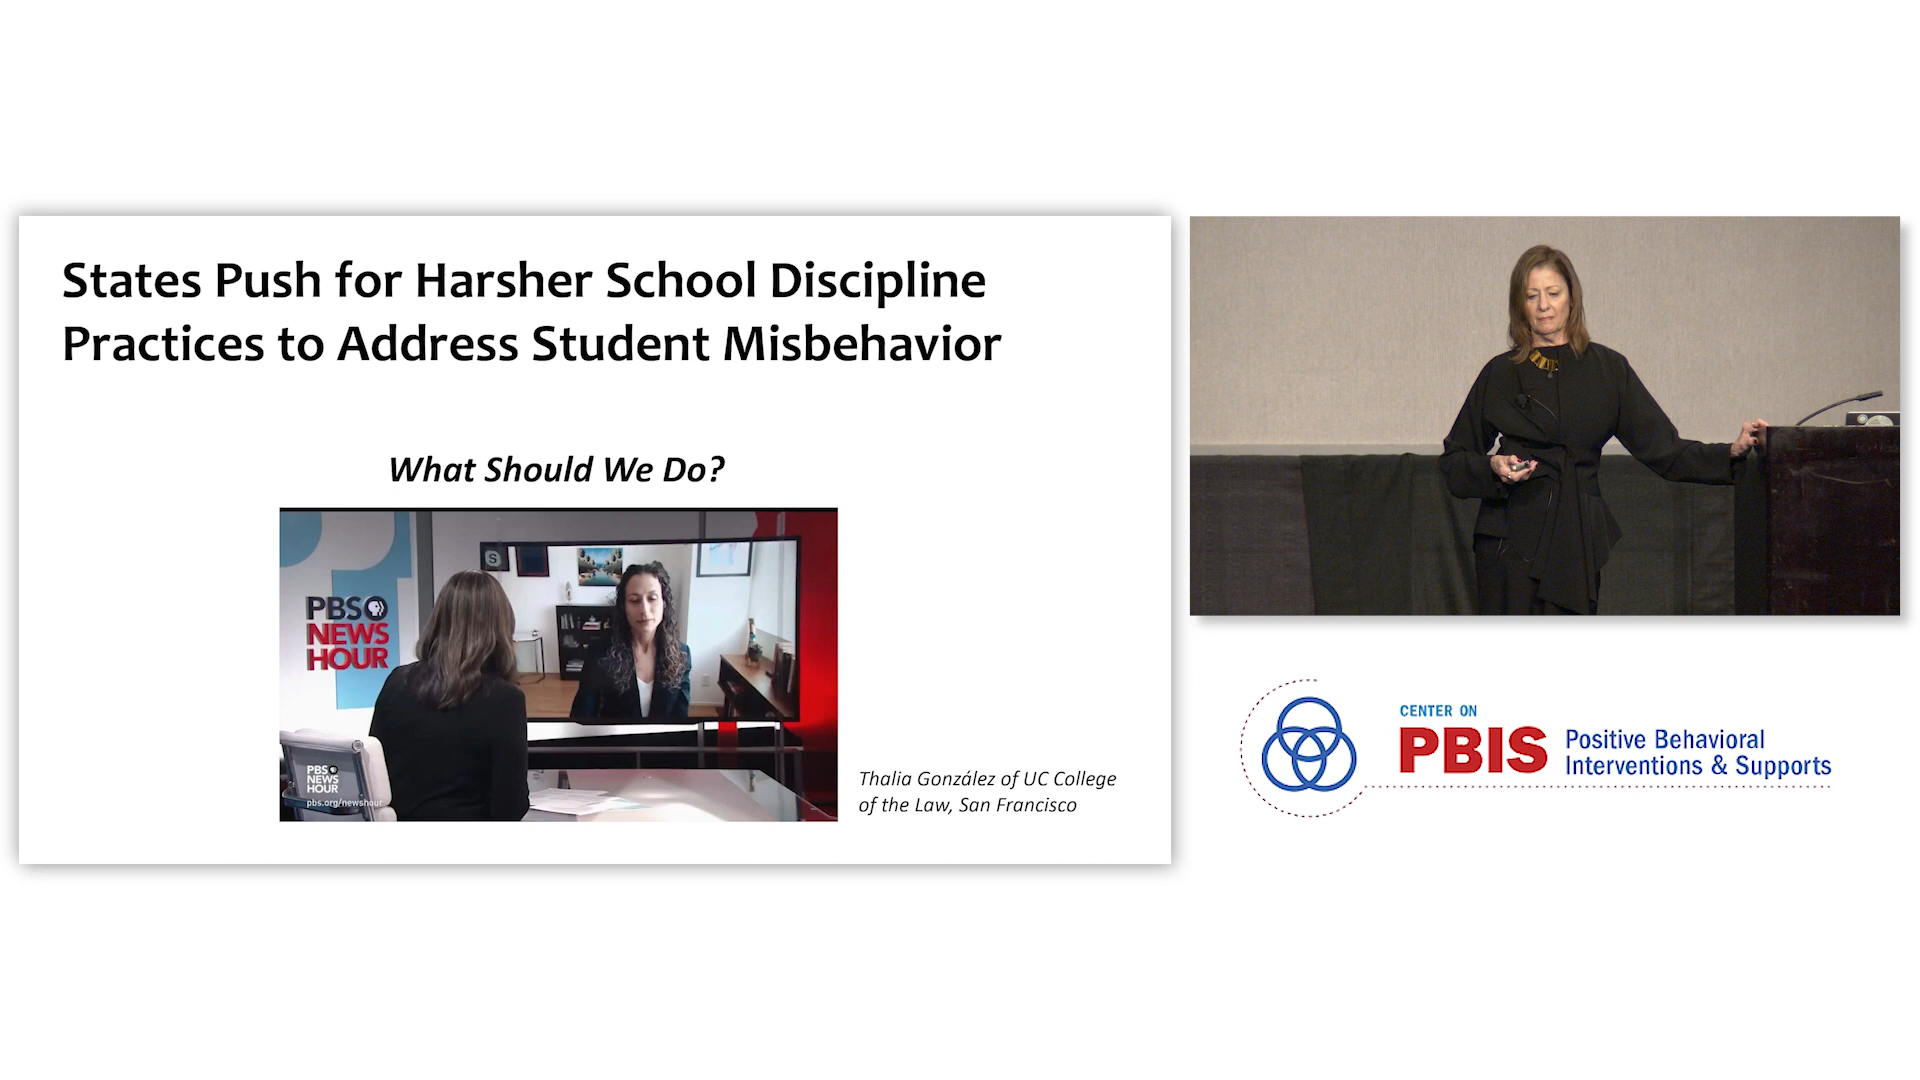 States Push for Harsher School Discipline
Practices to Address Student Misbehavior
What Should We Do?
S
PBS
NEWS
HOUR
PBS
NEWS
HOUR
pbs.org/newshour
Thalia González of UC College
of the Law, San Francisco
CENTER ON
PBIS
Positive Behavioral
Interventions & Supports